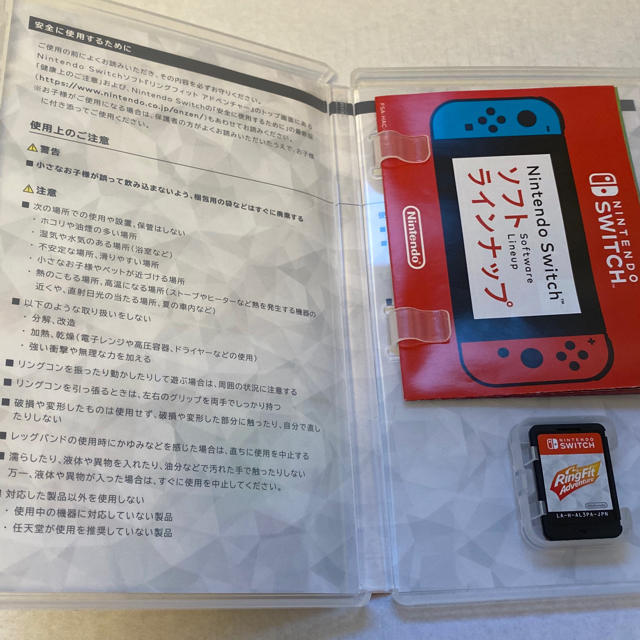 安全に使用するために
ご使用の前によくお読みいただき、その内容を必ずお守りください。
Nintendo Switchソフト『リングフィット アドベンチャー』のトップ画面にある
「健康上のご注意」および、Nintendo Switchの「安全に使用するために」の最新版
(https://www.nintendo.co.jp/anzen/)もあわせてお読みください。
※お子様がご使用になる場合は、保護者の方がよくお読みいただいたうえで、お子様
に付き添ってご使用ください。
使用上のご注意
警告
■ 小さなお子様が誤って飲み込まないよう、梱包用の袋などはすぐに廃棄する
注意
■ 次の場所での使用や設置、保管はしない
・ ホコリや油煙の多い場所
・ 湿気や水気のある場所(浴室など)
・ 不安定な場所、滑りやすい場所
・ 小さなお子様やペットが近づける場所
・ 熱のこもる場所、高温になる場所(ストーブやヒーターなど熱を発生する機器の
近くや、直射日光の当たる場所、夏の車内など)
■ 以下のような取り扱いをしない
・ 分解、改造
・ 加熱、乾燥(電子レンジや高圧容器、ドライヤーなどの使用)
・ 強い衝撃や無理な力を加える
■ リングコンを振ったり動かしたりして遊ぶ場合は、周囲の状況に注意する
■ リングコンを引っ張るときは、左右のグリップを両手でしっかり持つ
■ 破損や変形したものは使用せず、破損や変形した部分に触ったり、自分で直し
たりしない
■ レッグバンドの使用時にかゆみなどを感じた場合は、直ちに使用を中止する
■ 濡らしたり、液体や異物を入れたり、油分などで汚れた手で触ったりしない
万一、液体や異物が入った場合は、すぐに使用を中止してください。
■ 対応した製品以外を使用しない
・ 使用中の機器に対応していない製品
・ 任天堂が使用を推奨していない製品
FSA HAC
Nintendo
Nintendo Switch™
Software
Lineup
ソフト
ラインナップ
NINTENDO
SWITCH™
NINTENDO
SWITCH
RingFit
Adventure
Nintendo
LA-H-AL3PA-JPN